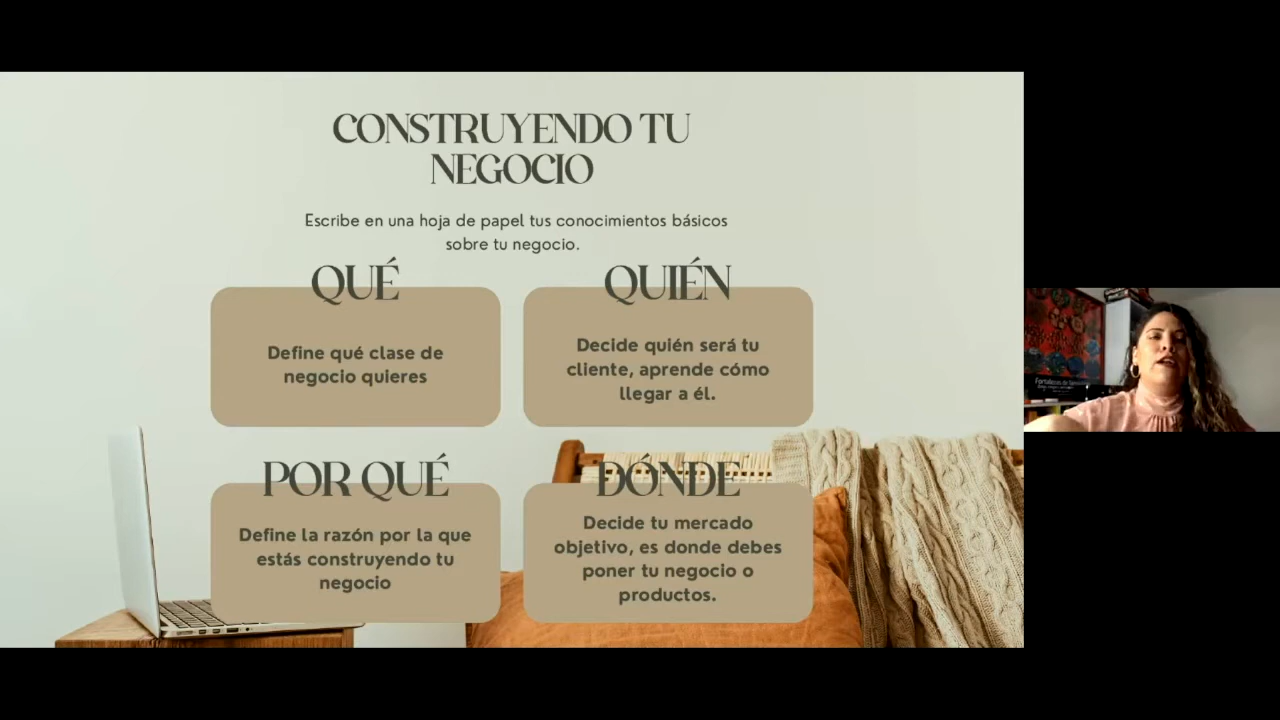 CONSTRUYENDO TU
NEGOCIO
Escribe en una hoja de papel tus conocimientos básicos
sobre tu negocio.
QUÉ
Define qué clase de
negocio quieres
QUIÉN
Decide quién será tu
cliente, aprende cómo
llegar a él.
POR QUÉ
Define la razón por la que
estás construyendo tu
negocio
DÓNDE
Decide tu mercado
objetivo, es donde debes
poner tu negocio o
productos.
Fortalezas de